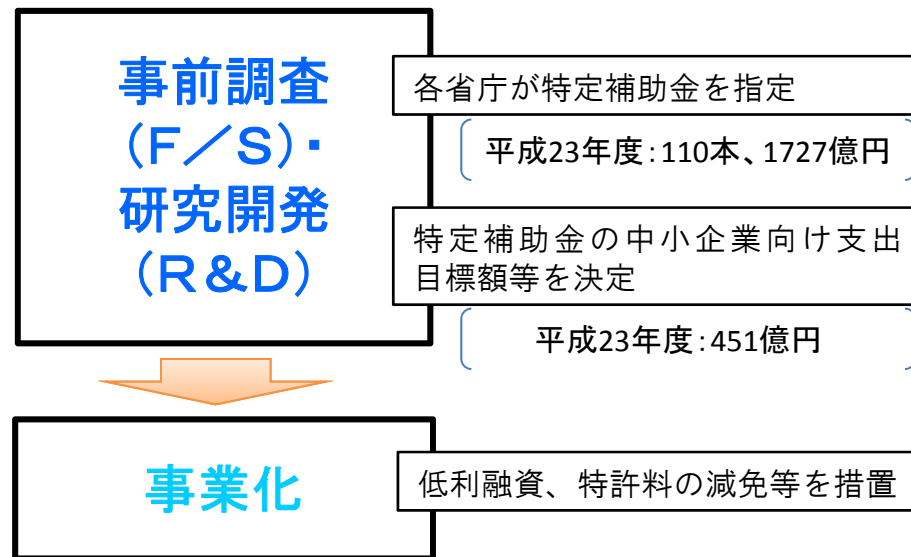 事前調査
(F／S)・
研究開発
(R＆D)
各省庁が特定補助金を指定
平成23年度：110本、1727億円
特定補助金の中小企業向け支出
目標額等を決定
平成23年度：451億円
事業化
低利融資、特許料の減免等を措置